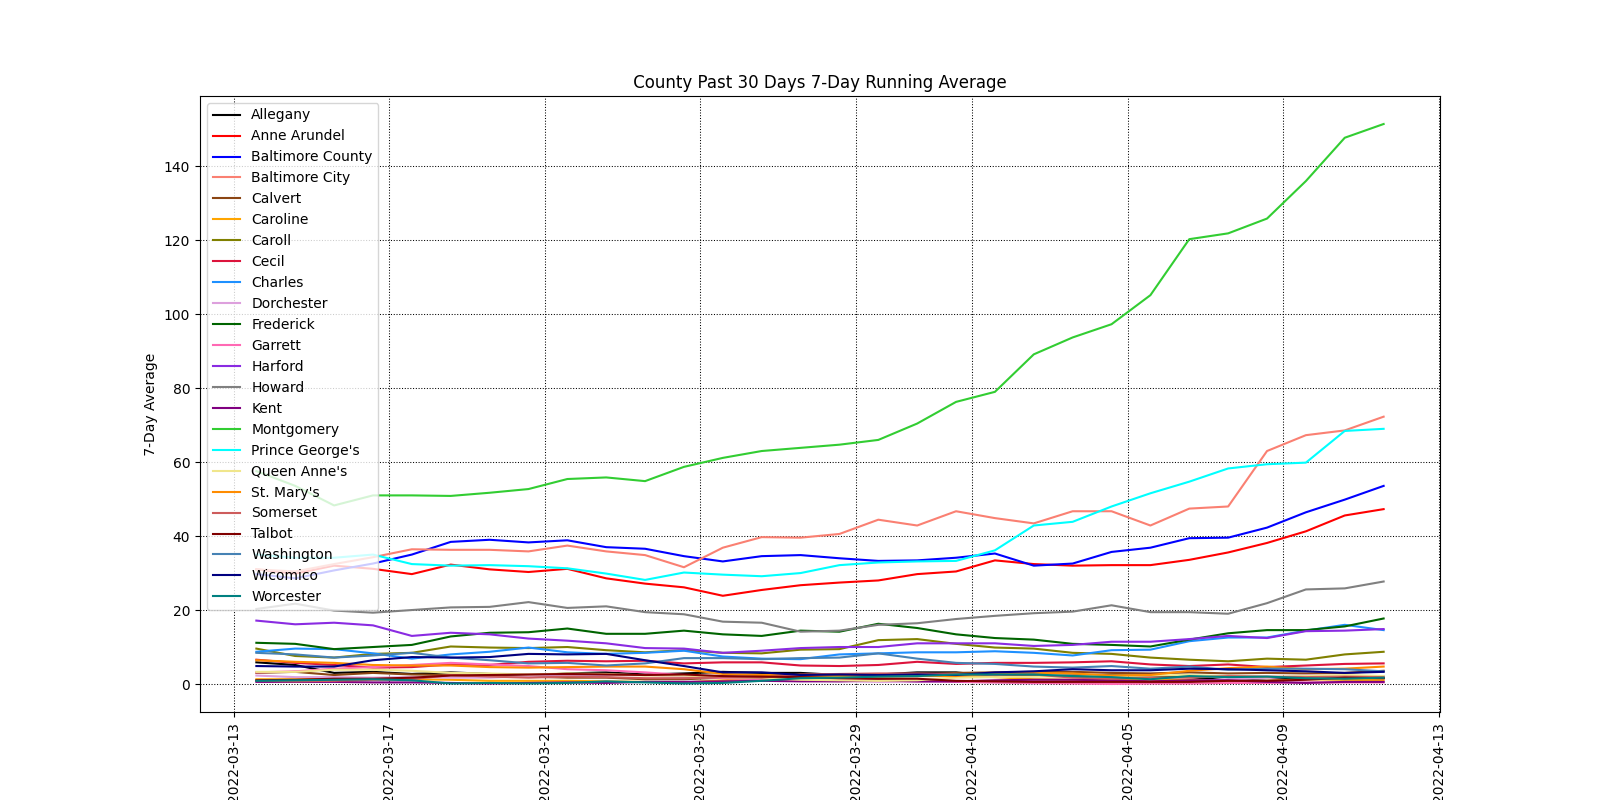 County Past 30 Days 7-Day Running Average
7-Day Average
140
120
100
80
60
40
20
0
Allegany
Anne Arundel
Baltimore County
Baltimore City
Calvert
Caroline
Caroll
Cecil
Charles
Dorchester
Frederick
Garrett
Harford
Howard
Kent
Montgomery
Prince George's
Queen Anne's
St. Mary's
Somerset
Talbot
Washington
Wicomico
Worcester
2022-03-13
2022-03-17
2022-03-21
2022-03-25
2022-03-29
2022-04-01
2022-04-05
2022-04-09
2022-04-13